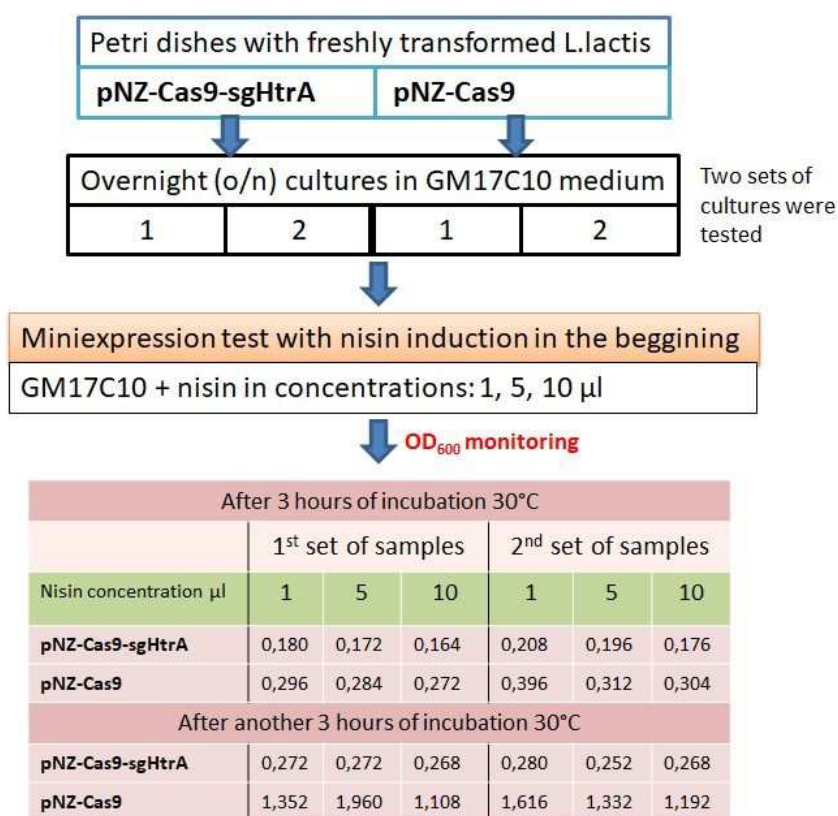 Petri dishes with freshly transformed L.lactis
pNZ-Cas9-sgHtrA pNZ-Cas9
Overnight (o/n) cultures in GM17C10 medium
1 2 1 2
Two sets of
cultures were
tested
Miniexpression test with nisin induction in the beggining
GM17C10 + nisin in concentrations: 1, 5, 10 µl
OD600 monitoring
After 3 hours of incubation 30°C
1st set of samples 2nd set of samples
Nisin concentration µl 1 5 10 1 5 10
pNZ-Cas9-sgHtrA 0,180 0,172 0,164 0,208 0,196 0,176
pNZ-Cas9 0,296 0,284 0,272 0,396 0,312 0,304
After another 3 hours of incubation 30°C
pNZ-Cas9-sgHtrA 0,272 0,272 0,268 0,280 0,252 0,268
pNZ-Cas9 1,352 1,960 1,108 1,616 1,332 1,192